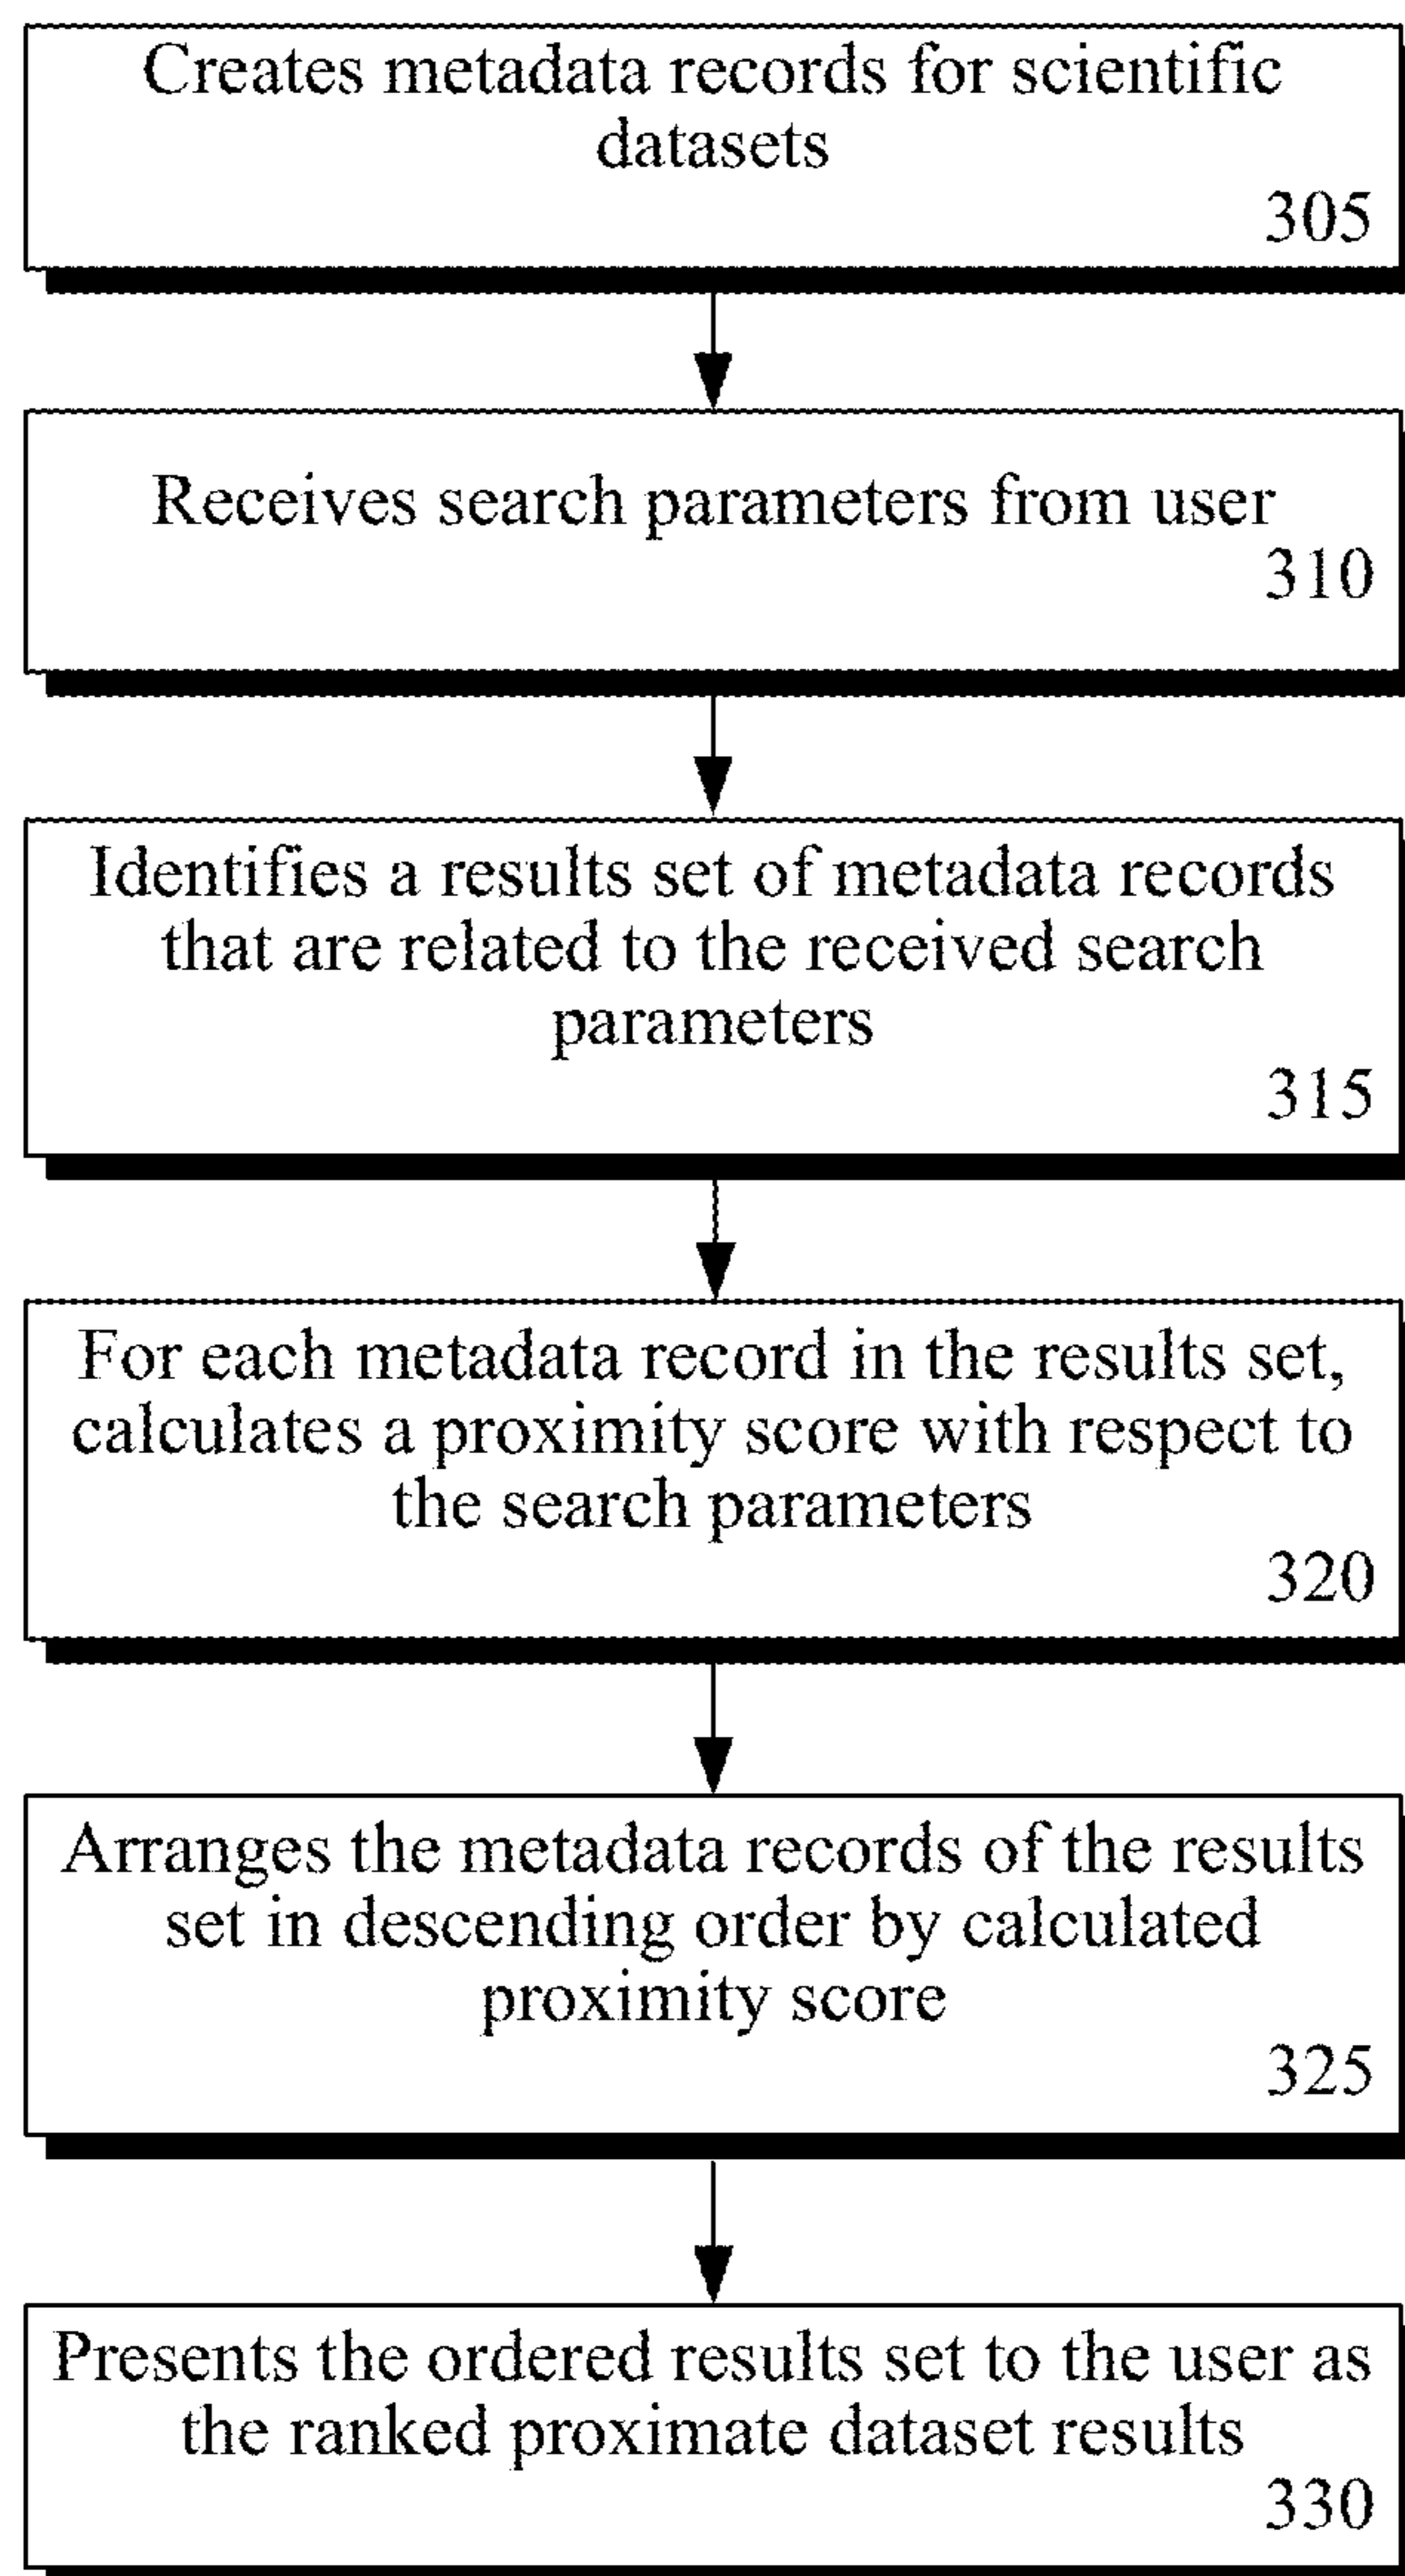 Creates metadata records for scientific
datasets
305
Receives search parameters from user
310
Identifies a results set of metadata records
that are related to the received search
parameters
315
For each metadata record in the results set,
calculates a proximity score with respect to
the search parameters
320
Arranges the metadata records of the results
set in descending order by calculated
proximity score
325
Presents the ordered results set to the user as
the ranked proximate dataset results
330